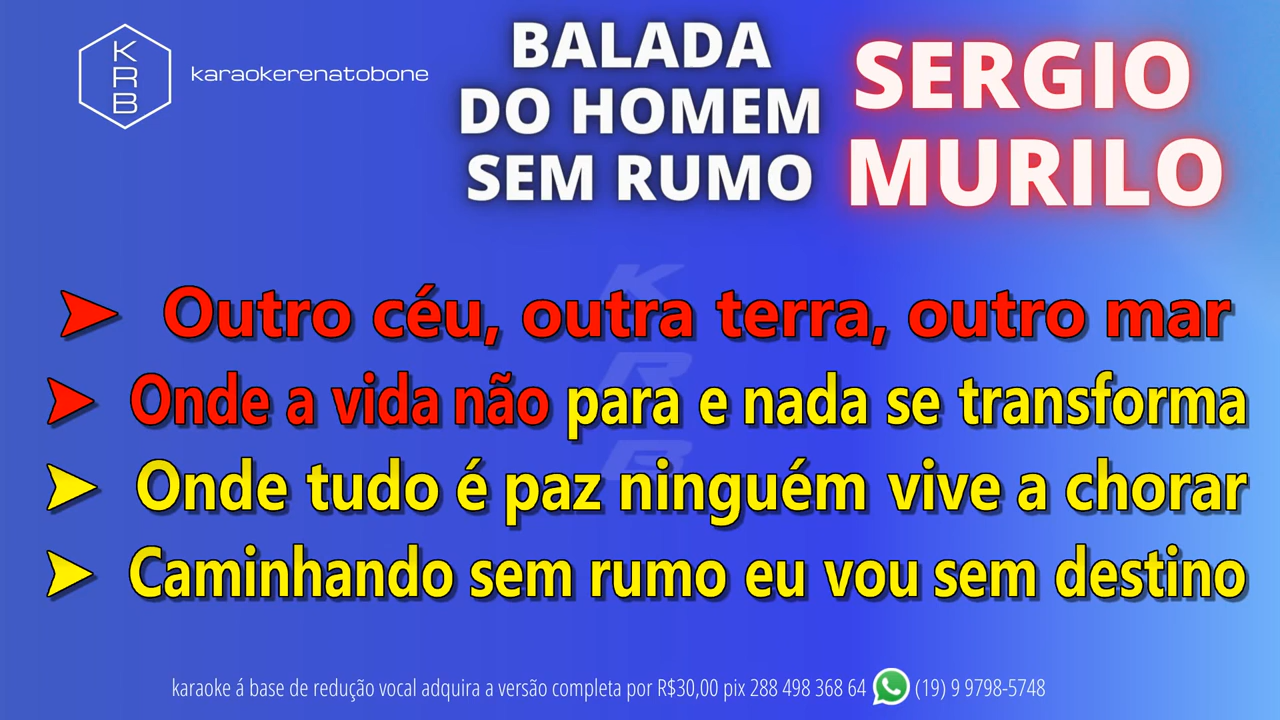 KRB
karaokerenatobone
BALADA
DO HOMEM
SEM RUMO
SERGIO
MURILO
KRB
➤ Outro céu, outra terra, outro mar
➤ Onde a vida não para e nada se transforma
➤ Onde tudo é paz ninguém vive a chorar
➤ Caminhando sem rumo eu vou sem destino
karaoke á base de redução vocal adquira a versão completa por R$30,00 pix 288 498 368 64 (19) 9 9798-5748